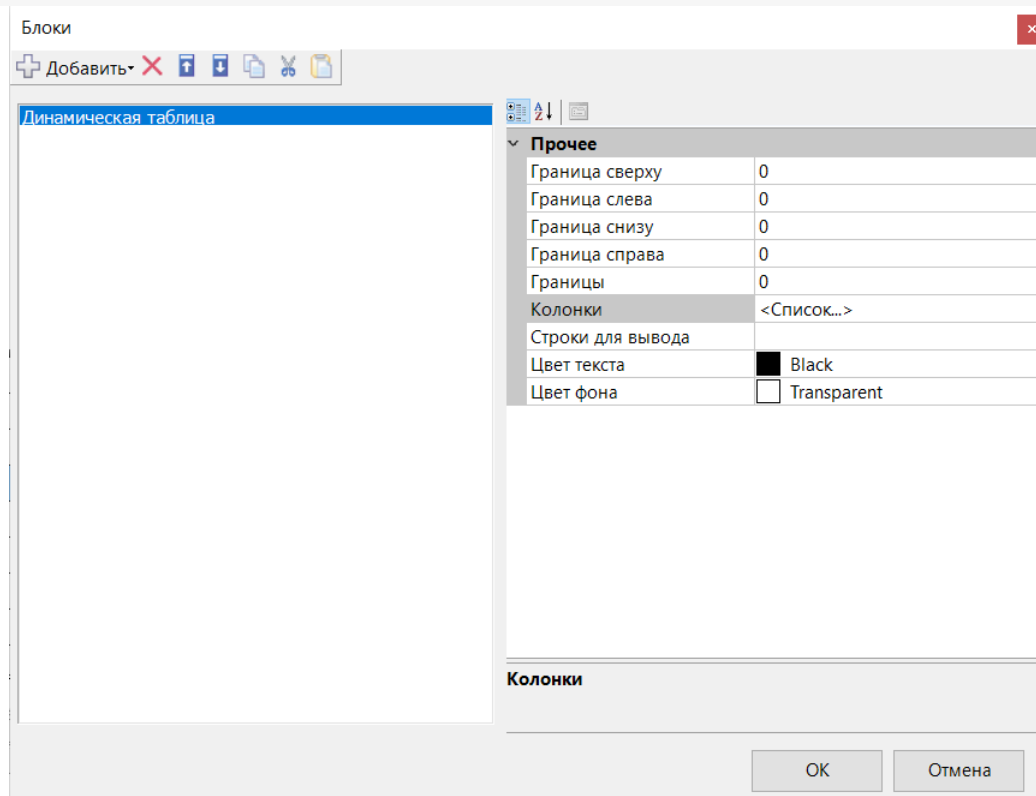 Блоки
Добавить
Динамическая таблица
Прочее
Граница сверху 0
Граница слева 0
Граница снизу 0
Граница справа 0
Границы 0
Колонки <Список...>
Строки для вывода
Цвет текста Black
Цвет фона Transparent
Колонки
ОК Отмена